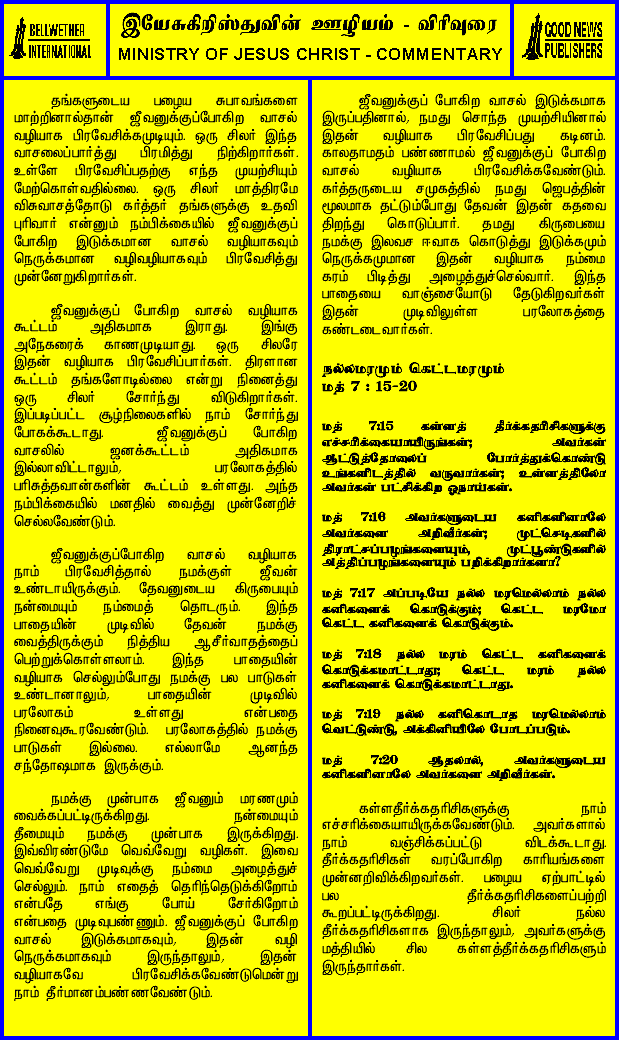 BELLWETHER
INTERNATIONAL
இயேசுகிறிஸ்துவின் ஊழியம் - விரிவுரை
MINISTRY OF JESUS CHRIST - COMMENTARY
GOOD NEWS
PUBLISHERS
தங்களுடைய பழைய சுபாவங்களை
மாற்றினால்தான் ஜீவனுக்குப்போகிற வாசல்
வழியாக பிரவேசிக்கமுடியும். ஒரு சிலர் இந்த
வாசலைப்பார்த்து பிரமித்து நிற்கிறார்கள்.
உள்ளே பிரவேசிப்பதற்கு எந்த முயற்சியும்
மேற்கொள்வதில்லை. ஒரு சிலர் மாத்திரமே
விசுவாசத்தோடு கர்த்தர் தங்களுக்கு உதவி
புரிவார் என்னும் நம்பிக்கையில் ஜீவனுக்குப்
போகிற இடுக்கமான வாசல் வழியாகவும்
நெருக்கமான வழிவழியாகவும் பிரவேசித்து
முன்னேறுகிறார்கள்.
ஜீவனுக்குப் போகிற வாசல் வழியாக
கூட்டம் அதிகமாக இராது. இங்கு
அநேகரைக் காணமுடியாது. ஒரு சிலரே
இதன் வழியாக பிரவேசிப்பார்கள். திரளான
கூட்டம் தங்களோடில்லை என்று நினைத்து
ஒரு சிலர் சோர்ந்து விடுகிறார்கள்.
இப்படிப்பட்ட சூழ்நிலைகளில் நாம் சோர்ந்து
போகக்கூடாது. ஜீவனுக்குப் போகிற
வாசலில் ஜனக்கூட்டம் அதிகமாக
இல்லாவிட்டாலும், பரலோகத்தில்
பரிசுத்தவான்களின் கூட்டம் உள்ளது. அந்த
நம்பிக்கையில் மனதில் வைத்து முன்னேறிச்
செல்லவேண்டும்.
ஜீவனுக்குப்போகிற வாசல் வழியாக
நாம் பிரவேசித்தால் நமக்குள் ஜீவன்
உண்டாயிருக்கும். தேவனுடைய கிருபையும்
நன்மையும் நம்மைத் தொடரும். இந்த
பாதையின் முடிவில் தேவன் நமக்கு
வைத்திருக்கும் நித்திய ஆசீர்வாதத்தைப்
பெற்றுக்கொள்ளலாம். இந்த பாதையின்
வழியாக செல்லும்போது நமக்கு பல பாடுகள்
உண்டானாலும், பாதையின் முடிவில்
பரலோகம் உள்ளது என்பதை
நினைவுகூரவேண்டும். பரலோகத்தில் நமக்கு
பாடுகள் இல்லை. எல்லாமே ஆனந்த
சந்தோஷமாக இருக்கும்.
நமக்கு முன்பாக ஜீவனும் மரணமும்
வைக்கப்பட்டிருக்கிறது. நன்மையும்
தீமையும் நமக்கு முன்பாக இருக்கிறது.
இவ்விரண்டுமே வெவ்வேறு வழிகள். இவை
வெவ்வேறு முடிவுக்கு நம்மை அழைத்துச்
செல்லும். நாம் எதைத் தெரிந்தெடுக்கிறோம்
என்பதே எங்கு போய் சேர்கிறோம்
என்பதை முடிவுபண்ணும். ஜீவனுக்குப் போகிற
வாசல் இடுக்கமாகவும், இதன் வழி
நெருக்கமாகவும் இருந்தாலும், இதன்
வழியாகவே பிரவேசிக்கவேண்டுமென்று
நாம் தீர்மானம்பண்ணவேண்டும்.
ஜீவனுக்குப் போகிற வாசல் இடுக்கமாக
இருப்பதினால், நமது சொந்த முயற்சியினால்
இதன் வழியாக பிரவேசிப்பது கடினம்.
காலதாமதம் பண்ணாமல் ஜீவனுக்குப் போகிற
வாசல் வழியாக பிரவேசிக்கவேண்டும்.
கர்த்தருடைய சமுகத்தில் நமது ஜெபத்தின்
மூலமாக தட்டும்போது தேவன் இதன் கதவை
திறந்து கொடுப்பார். தமது கிருபையை
நமக்கு இலவச ஈவாக கொடுத்து இடுக்கமும்
நெருக்கமுமான இதன் வழியாக நம்மை
கரம் பிடித்து அழைத்துச்செல்வார். இந்த
பாதையை வாஞ்சையோடு தேடுகிறவர்கள்
இதன் முடிவிலுள்ள பரலோகத்தை
கண்டடைவார்கள்.
நல்லமரமும் கெட்டமரமும்
மத் 7 : 15-20
மத் 7:15 கள்ளத் தீர்க்கதரிசிகளுக்கு
எச்சரிக்கையாயிருங்கள்; அவர்கள்
ஆட்டுத்தோலைப் போர்த்துக்கொண்டு
உங்களிடத்தில் வருவார்கள்; உள்ளத்திலோ
அவர்கள் பட்சிக்கிற ஓநாய்கள்.
மத் 7:16 அவர்களுடைய கனிகளினாலே
அவர்களை அறிவீர்கள்; முட்செடிகளில்
திராட்சப்பழங்களையும், முட்பூண்டுகளில்
அத்திப்பழங்களையும் பறிக்கிறார்களா?
மத் 7:17 அப்படியே நல்ல மரமெல்லாம் நல்ல
கனிகளைக் கொடுக்கும்; கெட்ட மரமோ
கெட்ட கனிகளைக் கொடுக்கும்.
மத் 7:18 நல்ல மரம் கெட்ட கனிகளைக்
கொடுக்கமாட்டாது; கெட்ட மரம் நல்ல
கனிகளைக் கொடுக்கமாட்டாது.
மத் 7:19 நல்ல கனிகொடாத மரமெல்லாம்
வெட்டுண்டு, அக்கினியிலே போடப்படும்.
மத் 7:20 ஆதலால், அவர்களுடைய
கனிகளினாலே அவர்களை அறிவீர்கள்.
கள்ளதீர்க்கதரிசிகளுக்கு நாம்
எச்சரிக்கையாயிருக்கவேண்டும். அவர்களால்
நாம் வஞ்சிக்கப்பட்டு விடக்கூடாது.
தீர்க்கதரிசிகள் வரப்போகிற காரியங்களை
முன்னறிவிக்கிறவர்கள். பழைய ஏற்பாட்டில்
பல தீர்க்கதரிசிகளைப்பற்றி
கூறப்பட்டிருக்கிறது. சிலர் நல்ல
தீர்க்கதரிசிகளாக இருந்தாலும், அவர்களுக்கு
மத்தியில் சில கள்ளத்தீர்க்கதரிசிகளும்
இருந்தார்கள்.